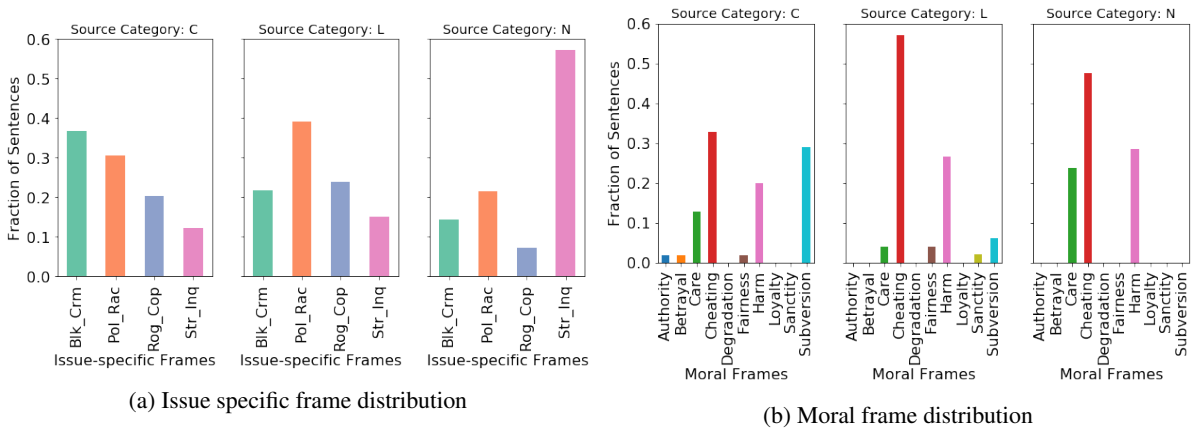 Source Category: C
Source Category: L
Source Category: N
0.6
0.5
0.4
0.3
0.2
0.1
0.0
Fraction of Sentences
Blk_Crm
Pol_Rac
Rog_Cop
Str_Inq
Blk_Crm
Pol_Rac
Rog_Cop
Str_Inq
Blk_Crm
Pol_Rac
Rog_Cop
Str_Inq
Issue-specific Frames
Issue-specific Frames
Issue-specific Frames
(a) Issue specific frame distribution
Source Category: C
Source Category: L
Source Category: N
0.6
0.5
0.4
0.3
0.2
0.1
0.0
Fraction of Sentences
Authority
Betrayal
Care
Cheating
Degradation
Fairness
Harm
Loyalty
Sanctity
Subversion
Authority
Betrayal
Care
Cheating
Degradation
Fairness
Harm
Loyalty
Sanctity
Subversion
Authority
Betrayal
Care
Cheating
Degradation
Fairness
Harm
Loyalty
Sanctity
Subversion
Moral Frames
Moral Frames
Moral Frames
(b) Moral frame distribution